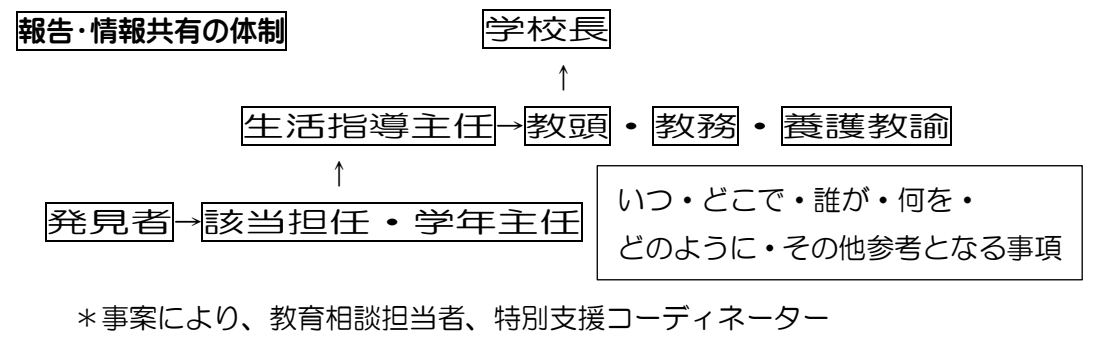 報告・情報共有の体制
学校長
↑
生活指導主任→教頭・教務・養護教諭
↑
発見者→該当担任・学年主任
いつ・どこで・誰が・何を・
どのように・その他参考となる事項
＊事案により、教育相談担当者、特別支援コーディネーター